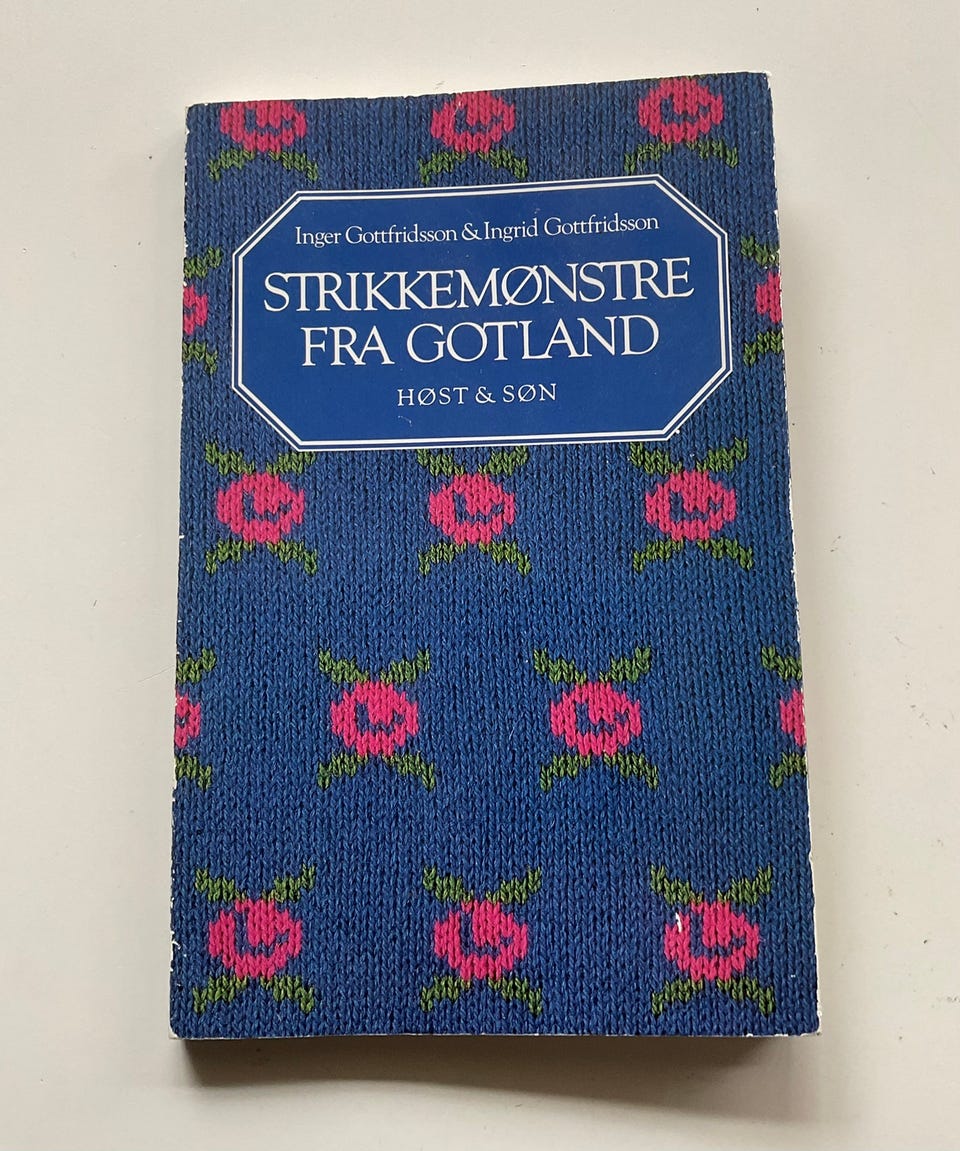 Inger Gottfridsson & Ingrid Gottfridsson
STRIKKEMØNSTRE
FRA GOTLAND
HØST & SØN